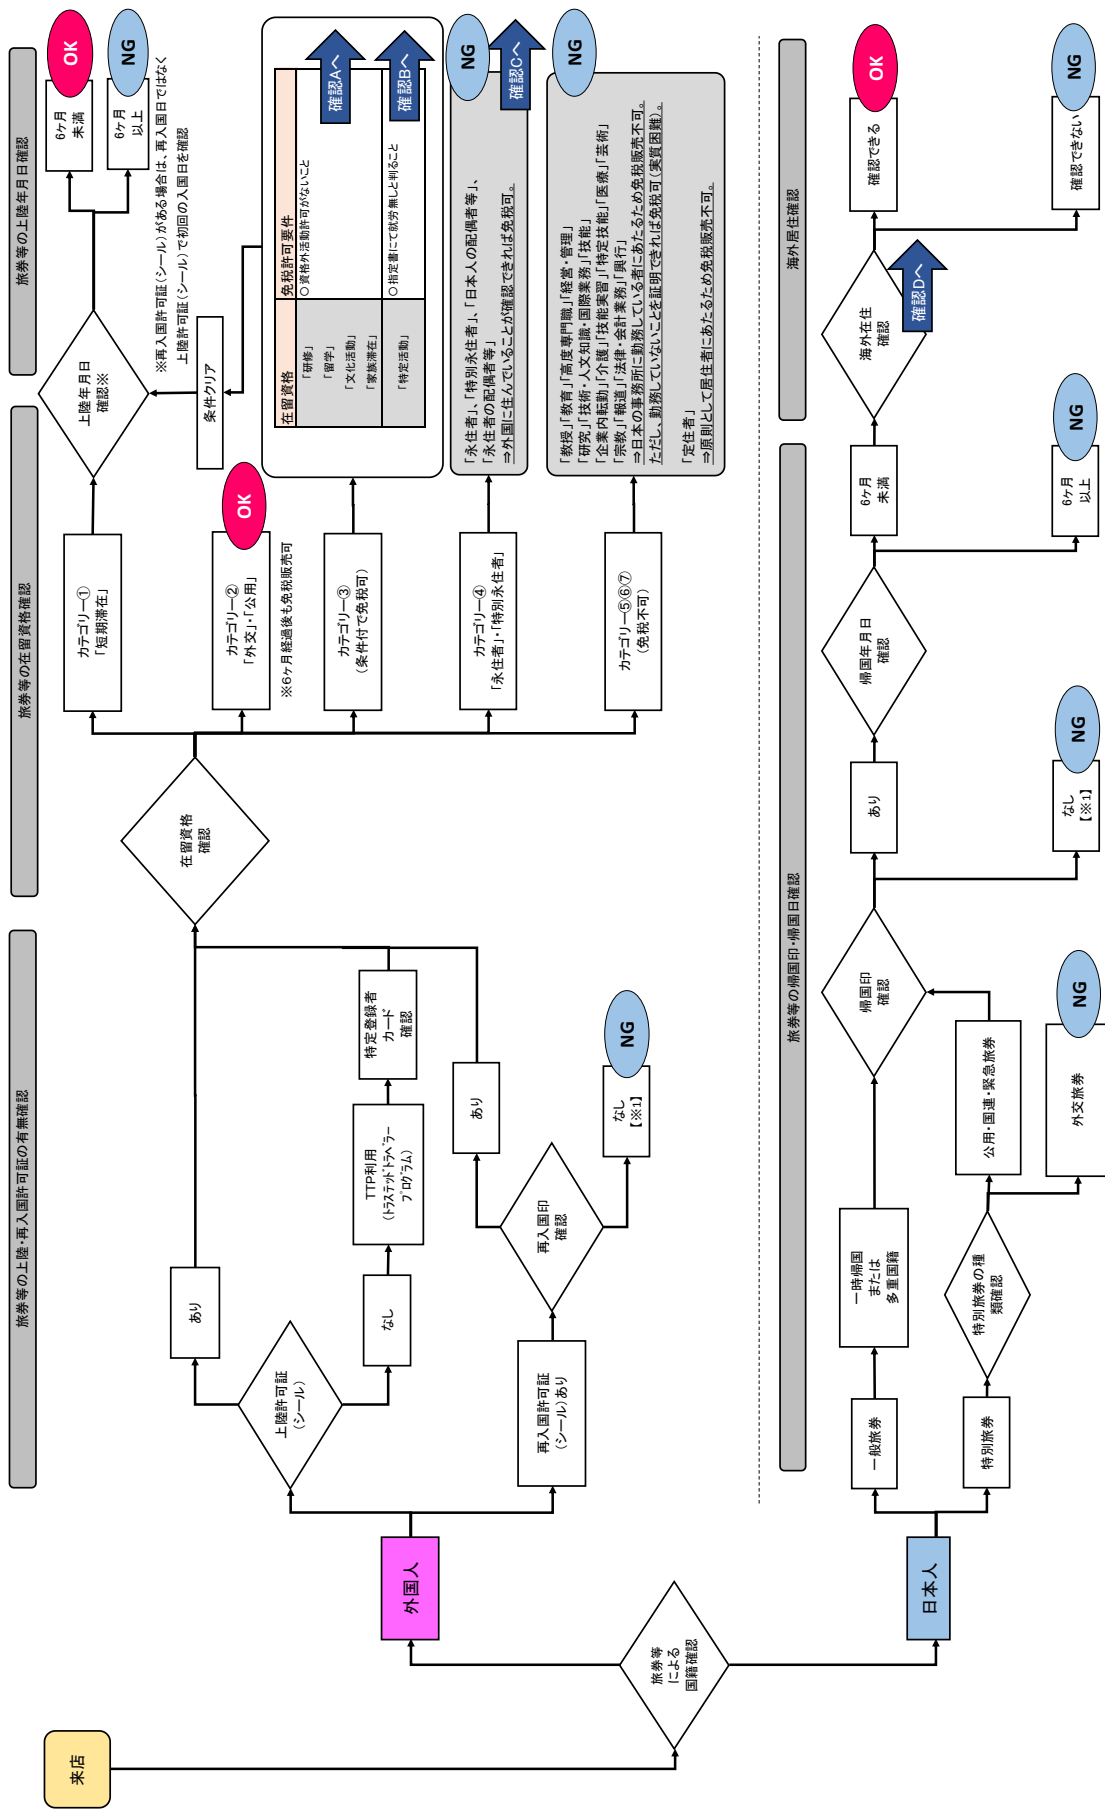 来店
旅券等
による
国籍確認
外国人
日本人
旅券等の上陸・再入国許可証の有無確認
旅券等の在留資格確認
旅券等の上陸年月日確認
上陸許可証
（シール）
あり
なし
TTP利用
（トラステッドトラベラー
プログラム）
特定登録者
カード
確認
再入国許可証
（シール）あり
再入国印
確認
あり
なし
【※1】
NG
在留資格
確認
カテゴリー①
「短期滞在」
カテゴリー②
「外交」・「公用」
OK
※6ヶ月経過後も免税販売可
カテゴリー③
（条件付で免税可）
カテゴリー④
「永住者」・「特別永住者」
カテゴリー⑤⑥⑦
（免税不可）
上陸年月日
確認※
6ヶ月
未満
OK
6ヶ月
以上
NG
※再入国許可証（シール）がある場合は、再入国日ではなく
上陸許可証（シール）で初回の入国日を確認
条件クリア
在留資格
免税許可要件
「研修」
「留学」
「文化活動」
「家族滞在」
○資格外活動許可がないこと
確認Aへ
「特定活動」
○指定書にて就労無しと判ること
確認Bへ
「永住者」、「特別永住者」、「日本人の配偶者等」、
「永住者の配偶者等」
⇒外国に住んでいることが確認できれば免税可。
NG
確認Cへ
「教授」「教育」「高度専門職」「経営・管理」
「研究」「技術・人文知識・国際業務」「技能」
「企業内転勤」「介護」「技能実習」「特定技能」「医療」「芸術」
「宗教」「報道」「法律・会計業務」「興行」
⇒日本の事務所に勤務している者にあたるため免税販売不可。
ただし、勤務していないことを証明できれば免税可（実質困難）。
「定住者」
⇒原則として居住者にあたるため免税販売不可。
NG
旅券等の帰国印・帰国日確認
海外居住確認
一般旅券
一時帰国
または
多重国籍
特別旅券
特別旅券の種
類確認
公用・国連・緊急旅券
外交旅券
NG
帰国印
確認
あり
なし
【※1】
NG
帰国年月日
確認
6ヶ月
未満
6ヶ月
以上
NG
海外在住
確認
確認Dへ
確認できる
OK
確認できない
NG